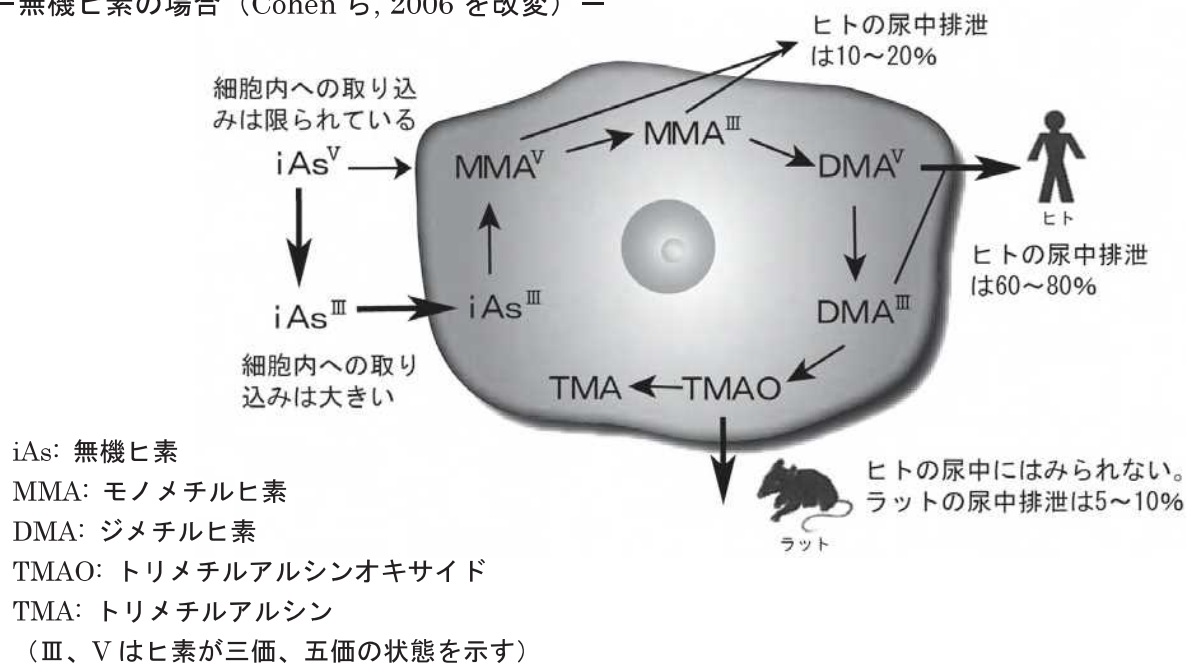 －無機ヒ素の場合（Cohen ら, 2006 を改変）－
ヒトの尿中排泄
は10～20%
細胞内への取り込
みは限られている
iAsⅤ
MMAⅤ
MMAⅢ
DMAⅤ
ヒト
ヒトの尿中排泄
は60～80%
iAsⅢ
iAsⅢ
DMAⅢ
細胞内への取り
込みは大きい
TMA
TMAO
iAs: 無機ヒ素
MMA: モノメチルヒ素
DMA: ジメチルヒ素
TMAO: トリメチルアルシンオキサイド
TMA: トリメチルアルシン
（Ⅲ、V はヒ素が三価、五価の状態を示す）
ヒトの尿中にはみられない。
ラットの尿中排泄は5～10%
ラット